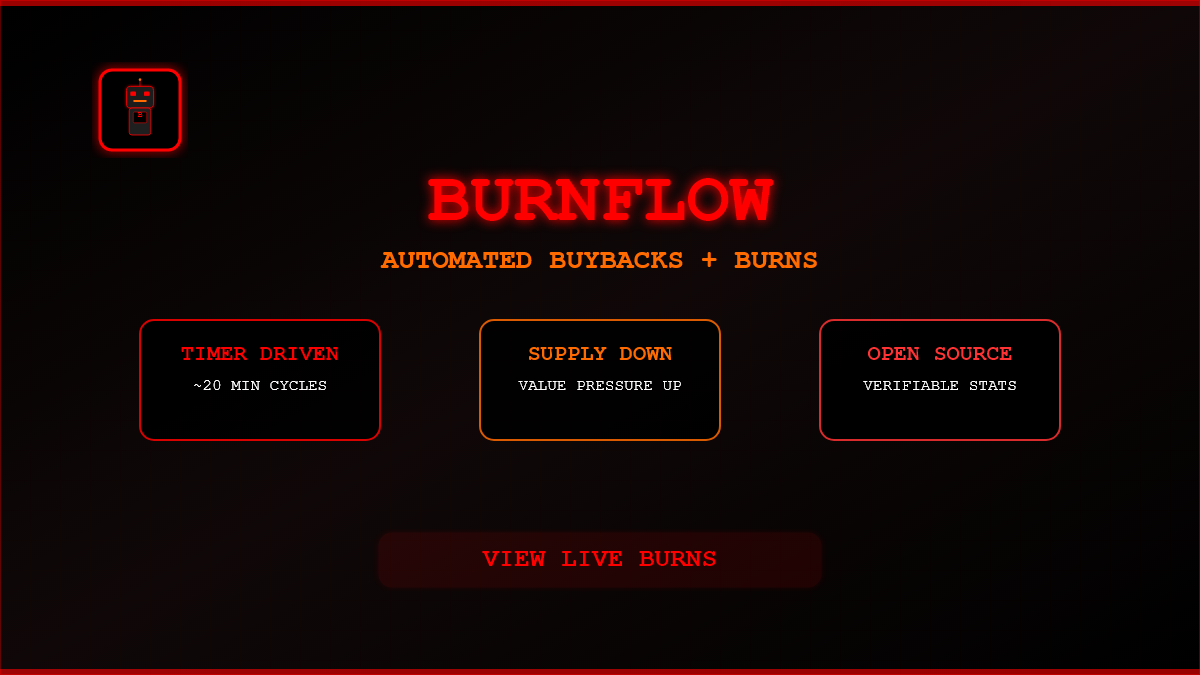 BURNFLOW
AUTOMATED BUYBACKS + BURNS
TIMER DRIVEN
~20 MIN CYCLES
SUPPLY DOWN
VALUE PRESSURE UP
OPEN SOURCE
VERIFIABLE STATS
VIEW LIVE BURNS